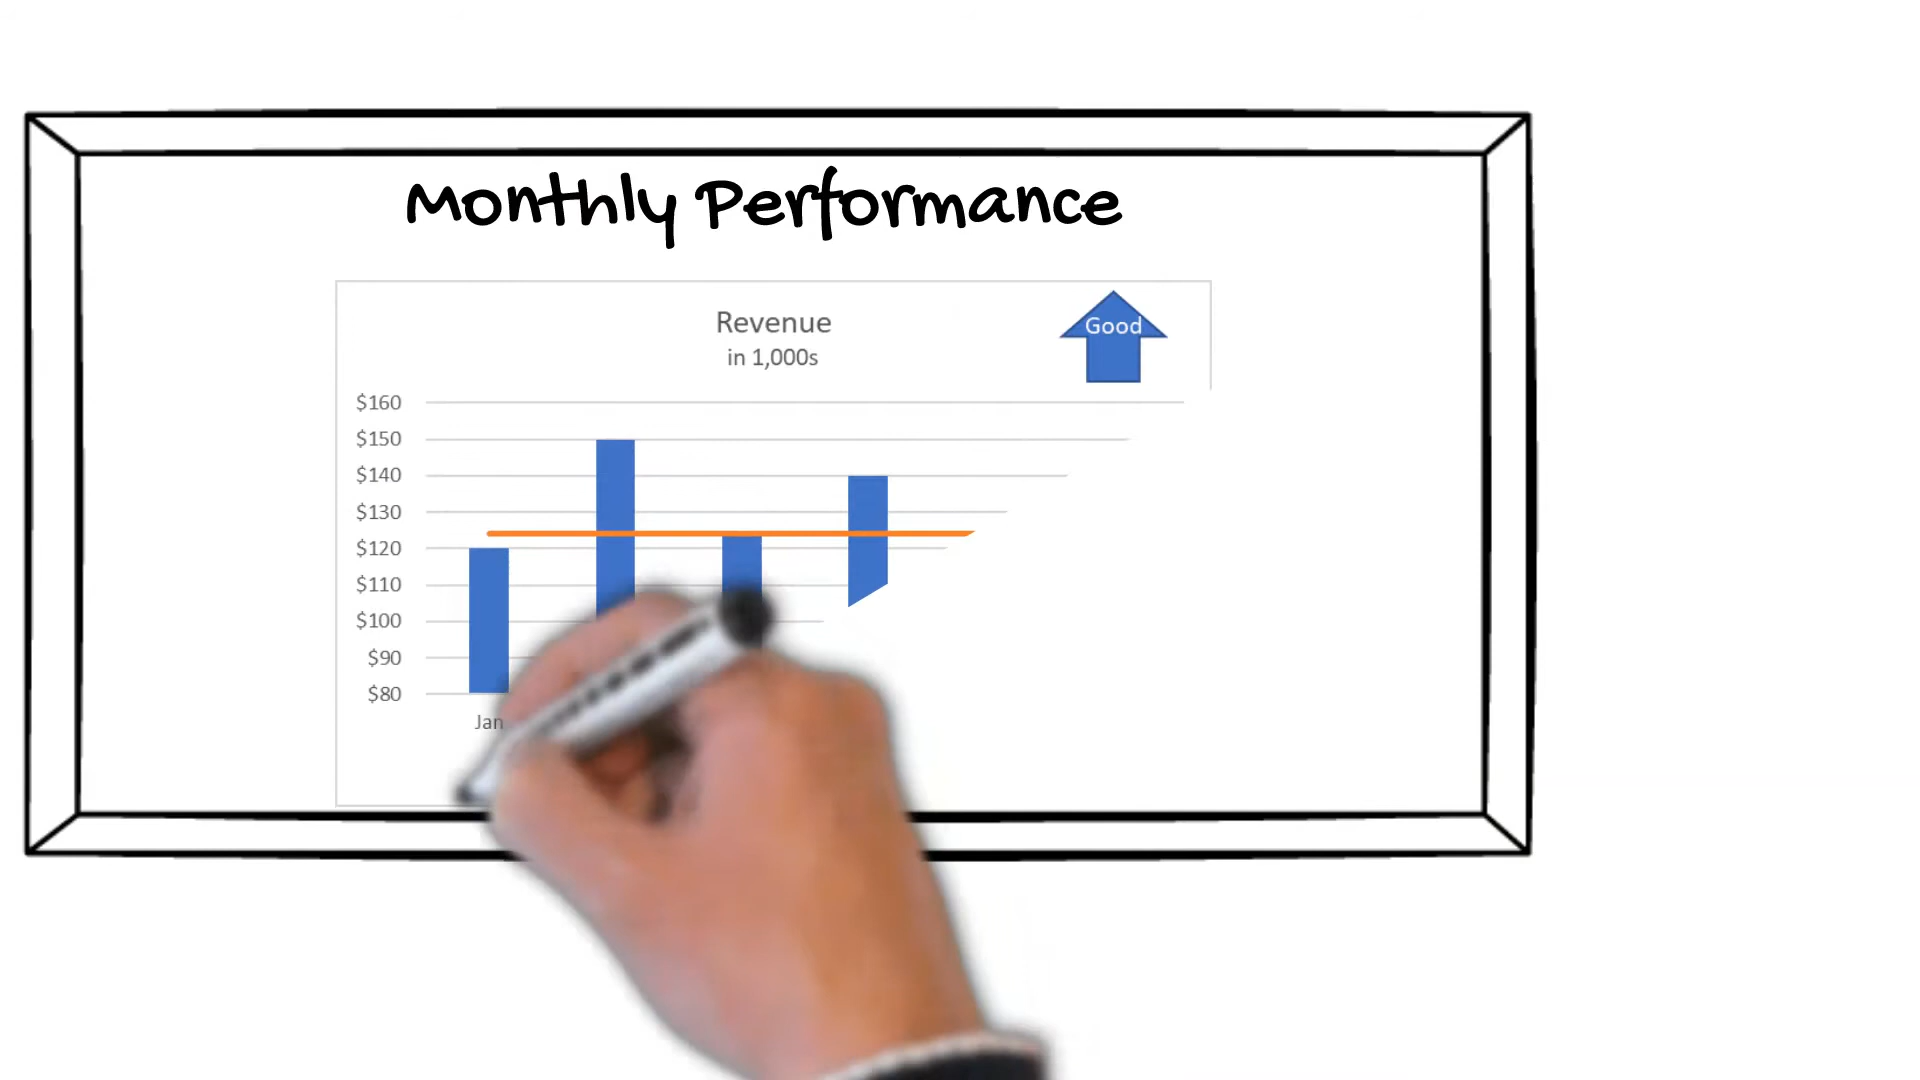 Monthly Performance
Revenue
in 1,000s
Good
$160
$150
$140
$130
$120
$110
$100
$90
$80
Jan